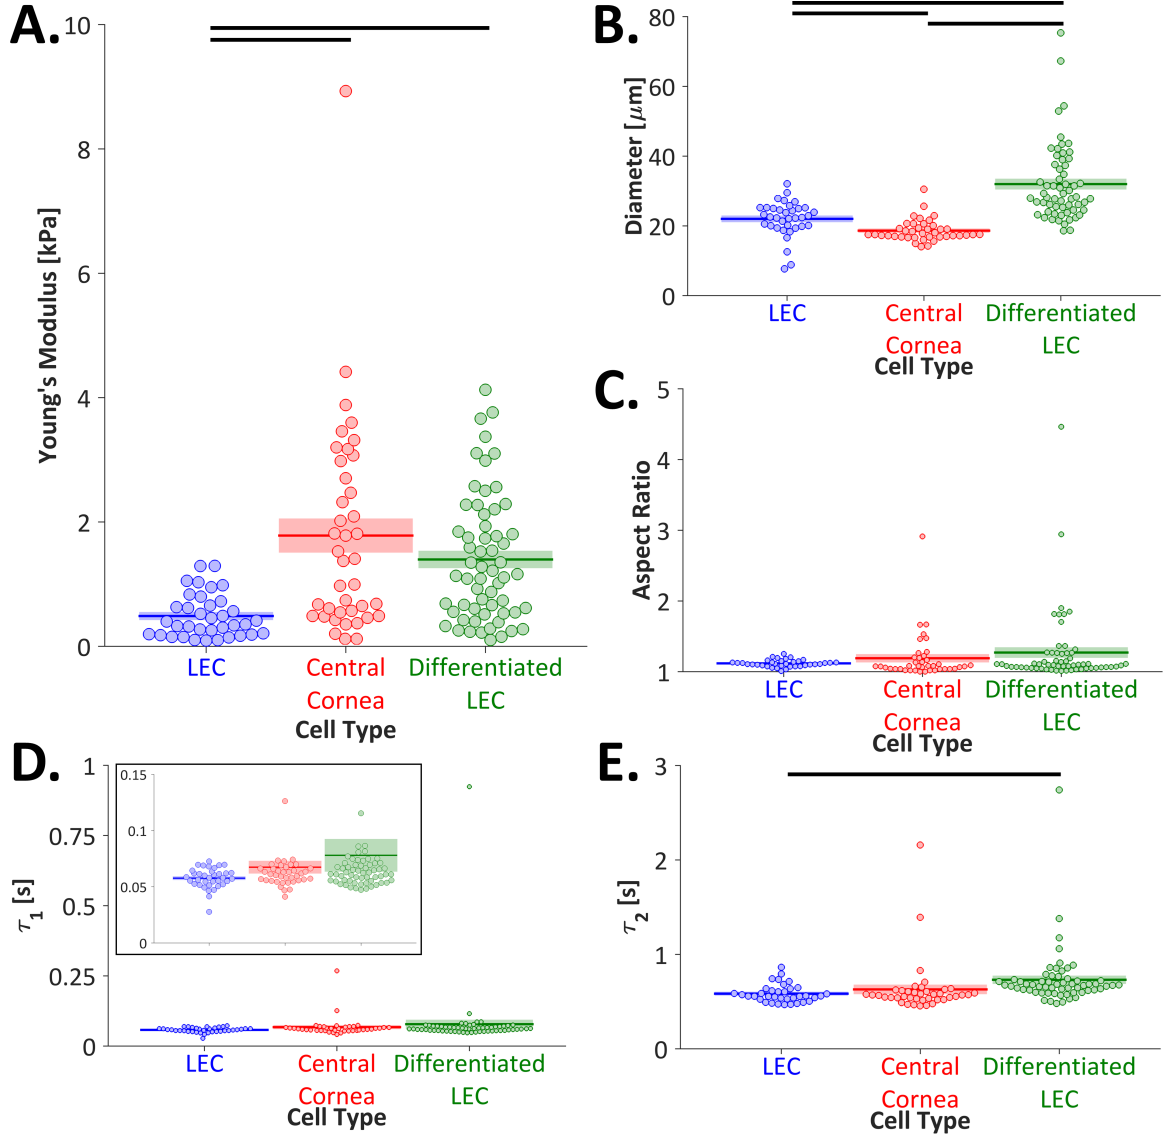 A.
10
8
6
4
2
0
Young's Modulus [kPa]
LEC
Central
Cornea
Differentiated
LEC
Cell Type
B.
80
60
40
20
0
Diameter [μm]
LEC
Central
Cornea
Differentiated
LEC
Cell Type
C.
5
4
3
2
1
Aspect Ratio
LEC
Central
Cornea
Differentiated
LEC
Cell Type
D.
1
0.75
0.5
0.25
0
τ1 [s]
0.15
0.1
0.05
0
LEC
Central
Cornea
Differentiated
LEC
Cell Type
E.
3
2
1
0
τ2 [s]
LEC
Central
Cornea
Differentiated
LEC
Cell Type